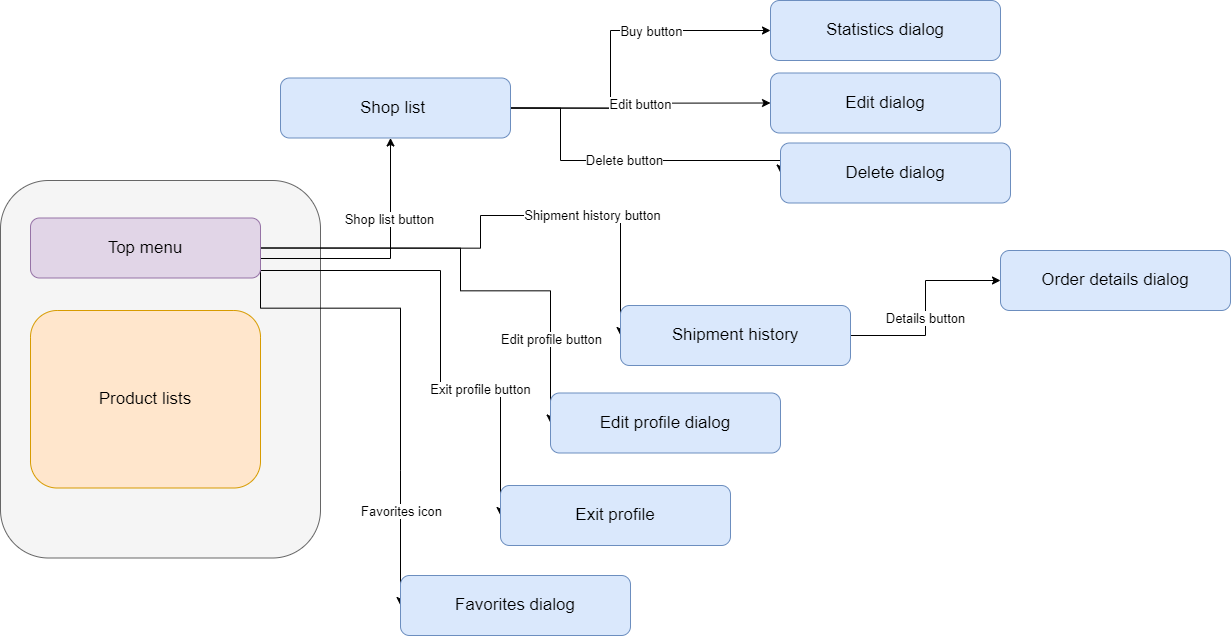 Statistics dialog
Buy button
Edit dialog
Edit button
Shop list
Delete button
Delete dialog
Shop list button
Shipment history button
Top menu
Order details dialog
Details button
Shipment history
Edit profile button
Exit profile button
Product lists
Edit profile dialog
Favorites icon
Exit profile
Favorites dialog